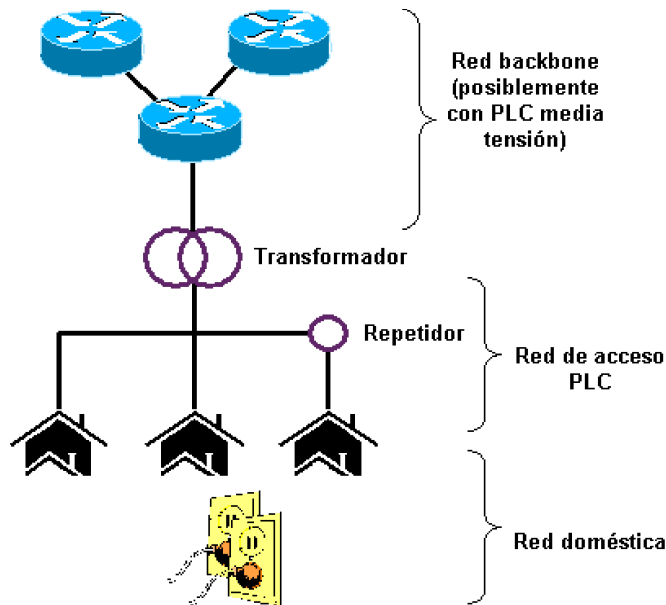 Red backbone
(posiblemente
con PLC media
tensión)
Transformador
Repetidor
Red de acceso
PLC
Red doméstica